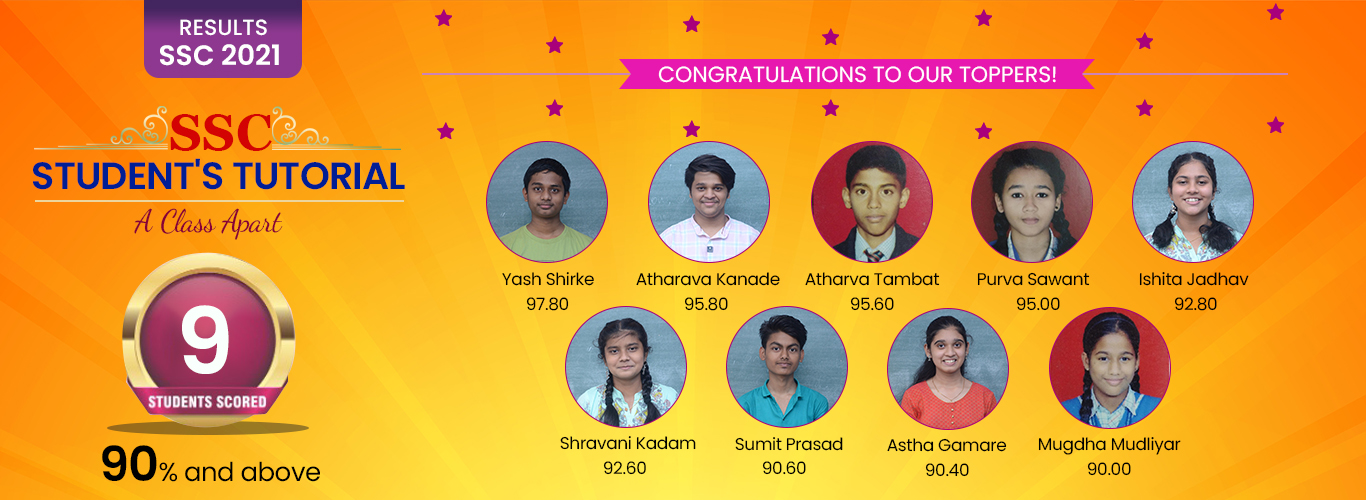 RESULTS
SSC 2021
SSC
STUDENT'S TUTORIAL
A Class Apart
9
STUDENTS SCORED
90% and above
CONGRATULATIONS TO OUR TOPPERS!
Yash Shirke
97.80
Atharava Kanade
95.80
Atharva Tambat
95.60
Purva Sawant
95.00
Ishita Jadhav
92.80
Shravani Kadam
92.60
Sumit Prasad
90.60
Astha Gamare
90.40
Mugdha Mudliyar
90.00